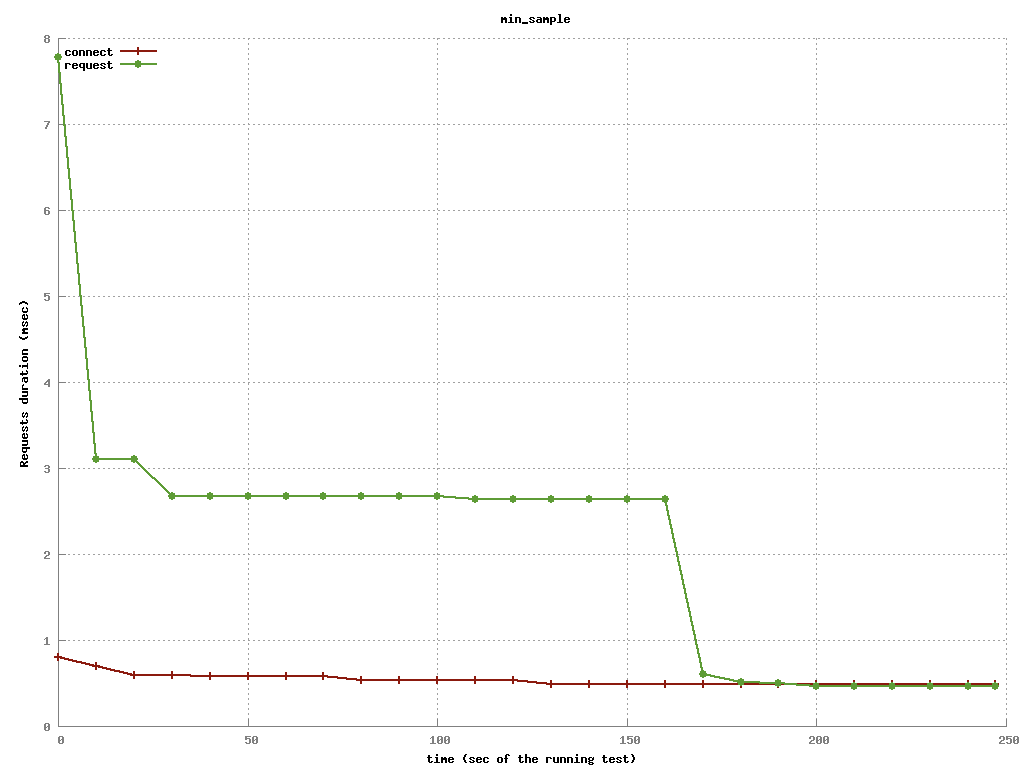 min_sample
connect
request
8
7
6
5
4
3
2
1
0
Requests duration (msec)
0 50 100 150 200 250
time (sec of the running test)